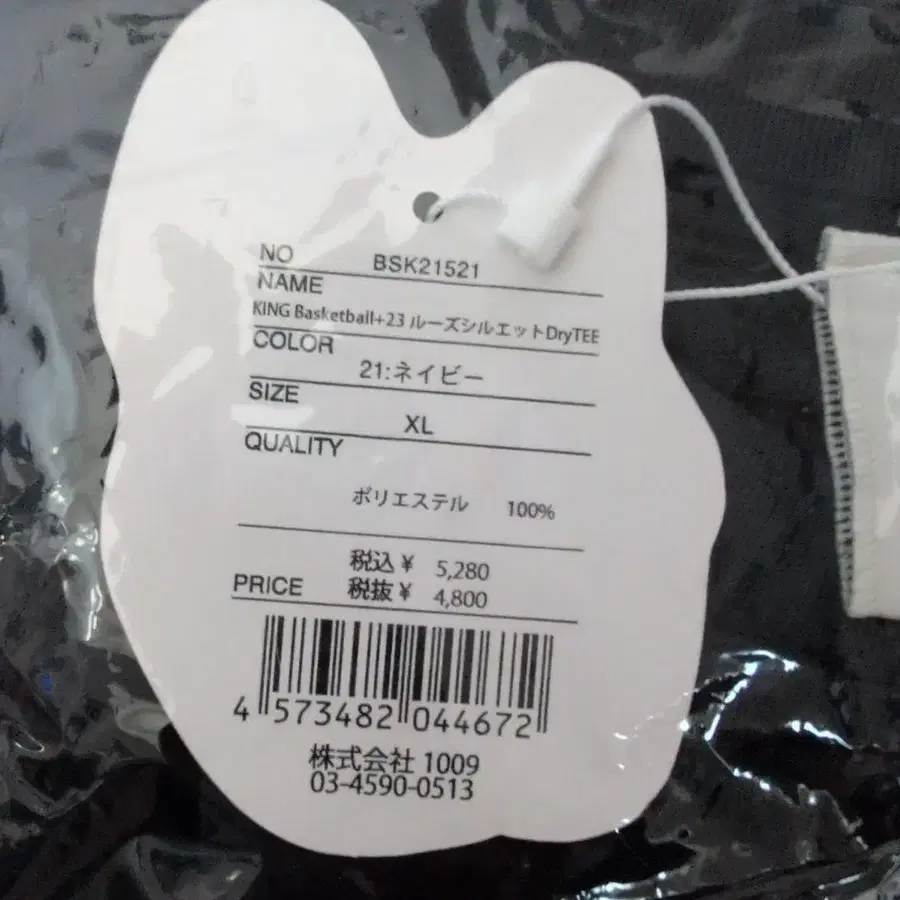 NO BSK21521
NAME
KING Basketball+23 ルーズシルエットDryTEE
COLOR
21:ネイビー
SIZE
XL
QUALITY
ポリエステル 100%
税込¥ 5,280
PRICE 税抜¥ 4,800
4 573482 044672
株式会社 1009
03-4590-0513